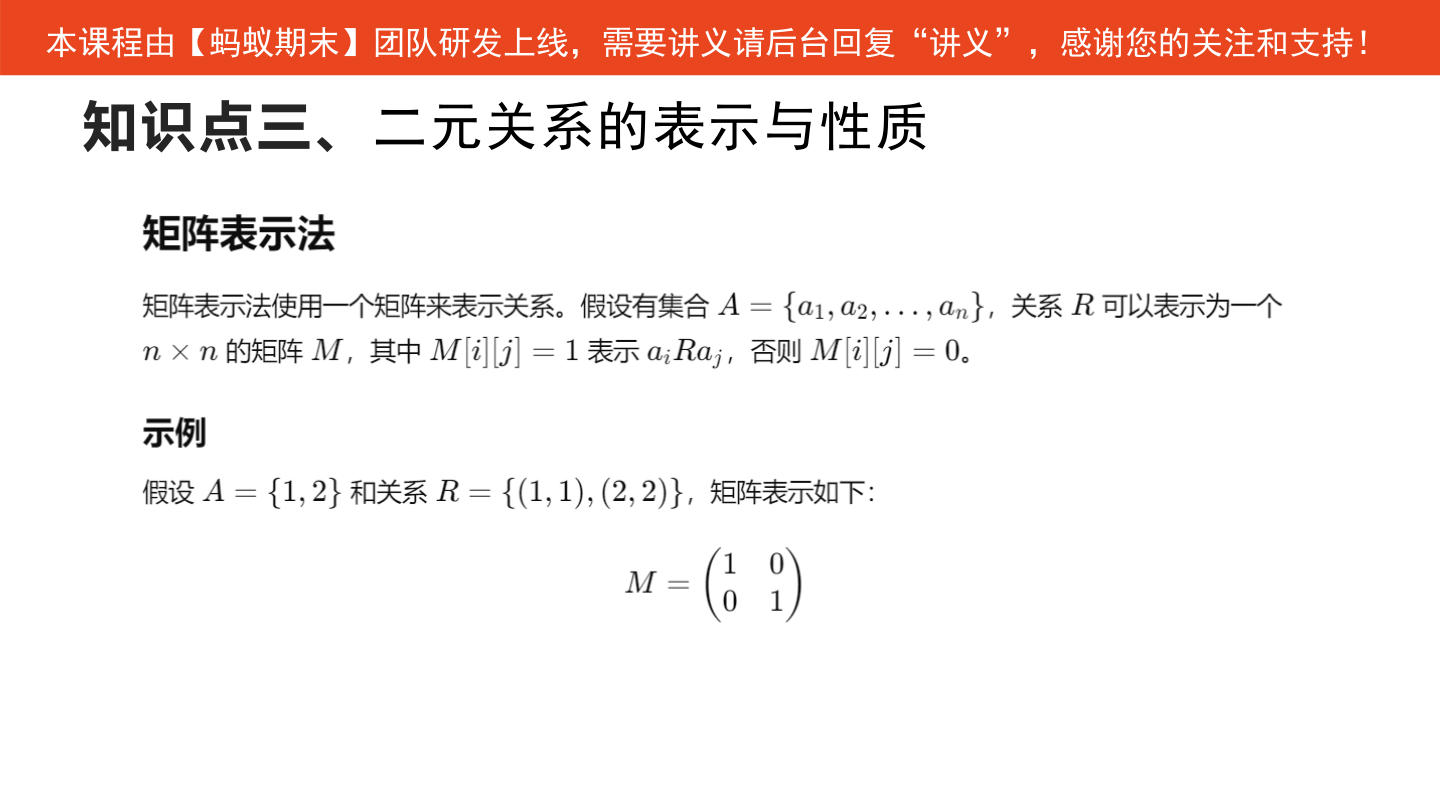 本课程由【蚂蚁期末】团队研发上线，需要讲义请后台回复“讲义”，感谢您的关注和支持！
知识点三、二元关系的表示与性质
矩阵表示法
矩阵表示法使用一个矩阵来表示关系。假设有集合 A = {a₁, a₂, . . . , aₙ}，关系 R 可以表示为一个
n × n 的矩阵 M，其中 M[i][j] = 1 表示 aᵢRaⱼ，否则 M[i][j] = 0。
示例
假设 A = {1, 2} 和关系 R = {(1, 1), (2, 2)}，矩阵表示如下：
M = (1 0
0 1)